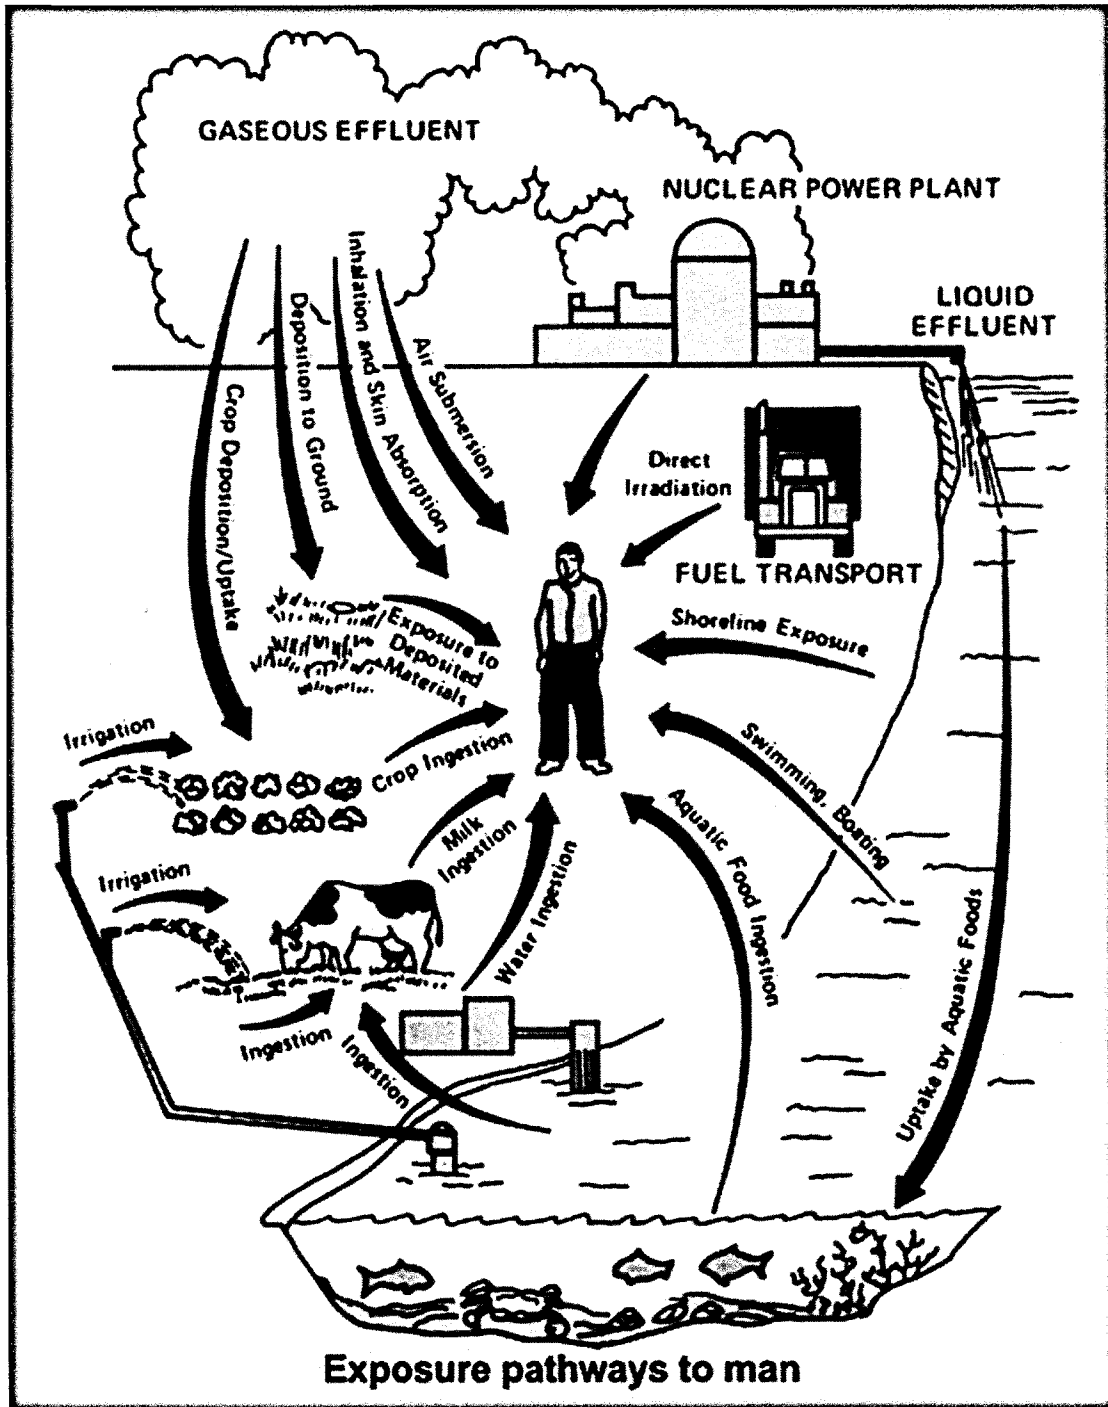 GASEOUS EFFLUENT
NUCLEAR POWER PLANT
LIQUID
EFFLUENT
Crop Deposition/Uptake
Deposition to Ground
Inhalation and Skin Absorption
Air Submersion
Direct
Irradiation
FUEL TRANSPORT
Exposure to
Deposited
Materials
Shoreline Exposure
Irrigation
Crop Ingestion
Swimming, Boating
Milk
Ingestion
Aquatic Food Ingestion
Irrigation
Water Ingestion
Uptake by Aquatic Foods
Ingestion
Ingestion
Exposure pathways to man